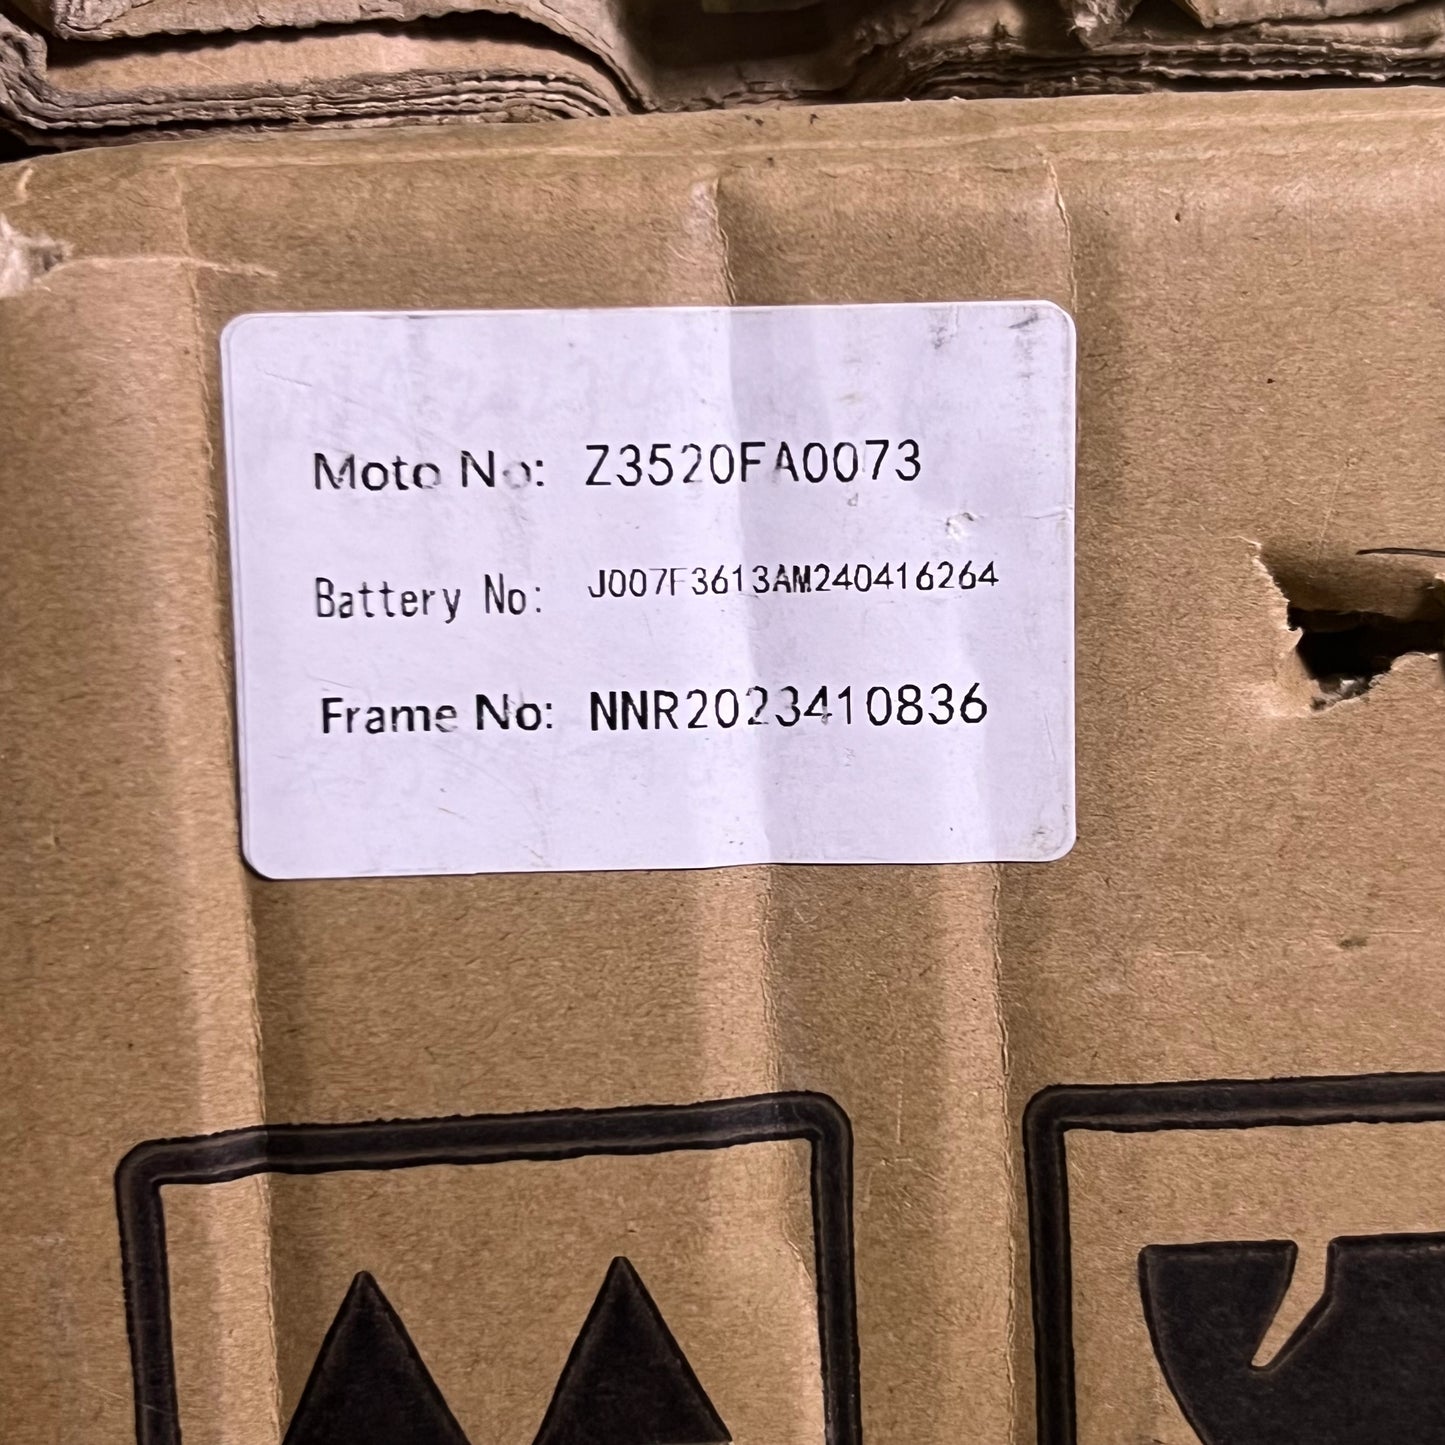 Moto No: Z3520FA0073
Battery No: J007F3613AM240416264
Frame No: NNR2023410836